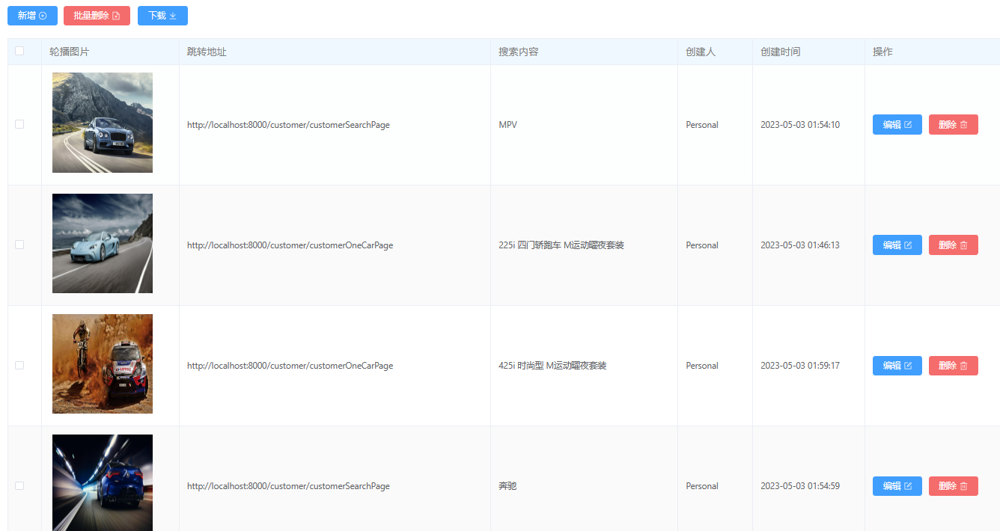 新增
批量删除
下载
轮播图片 跳转地址 搜索内容 创建人 创建时间 操作
http://localhost:8000/customer/customerSearchPage MPV Personal 2023-05-03 01:54:10 编辑 删除
http://localhost:8000/customer/customerOneCarPage 225i 四门轿跑车 M运动曜夜套装 Personal 2023-05-03 01:46:13 编辑 删除
LOTOS
http://localhost:8000/customer/customerOneCarPage 425i 时尚型 M运动曜夜套装 Personal 2023-05-03 01:59:17 编辑 删除
http://localhost:8000/customer/customerSearchPage 奔驰 Personal 2023-05-03 01:54:59 编辑 删除